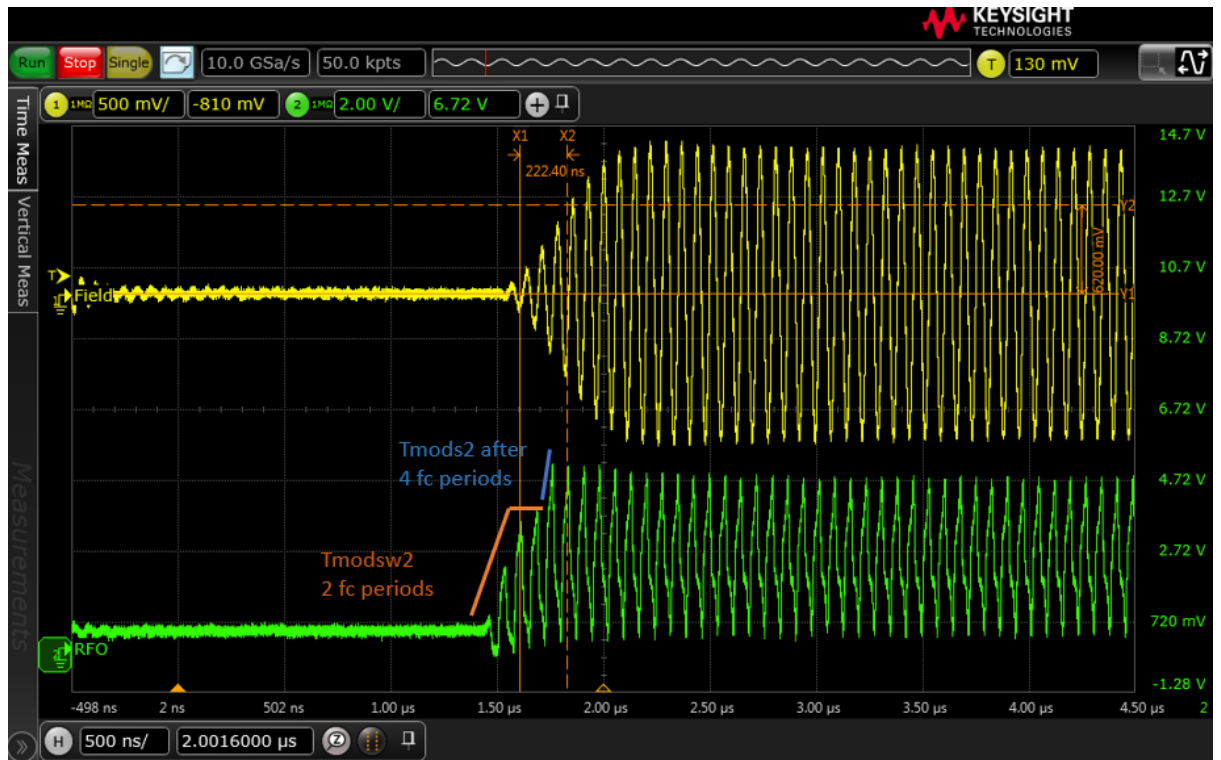 KEYSIGHT
TECHNOLOGIES
Run Stop Single 10.0 GSa/s 50.0 kpts T 130 mV
1 1MΩ 500 mV/ -810 mV 2 1MΩ 2.00 V/ 6.72 V
Time Meas
Vertical Meas
Measurements
X1 X2
222.40 ns
14.7 V
12.7 V
Y2
620.00 mV
10.7 V
T
1 Field
Y1
8.72 V
6.72 V
Tmods2 after
4 fc periods
4.72 V
2.72 V
Tmodsw2
2 fc periods
720 mV
2 RFO
-1.28 V
-498 ns 2 ns 502 ns 1.00 µs 1.50 µs 2.00 µs 2.50 µs 3.00 µs 3.50 µs 4.00 µs 4.50 µs 2
H 500 ns/ 2.0016000 µs Z